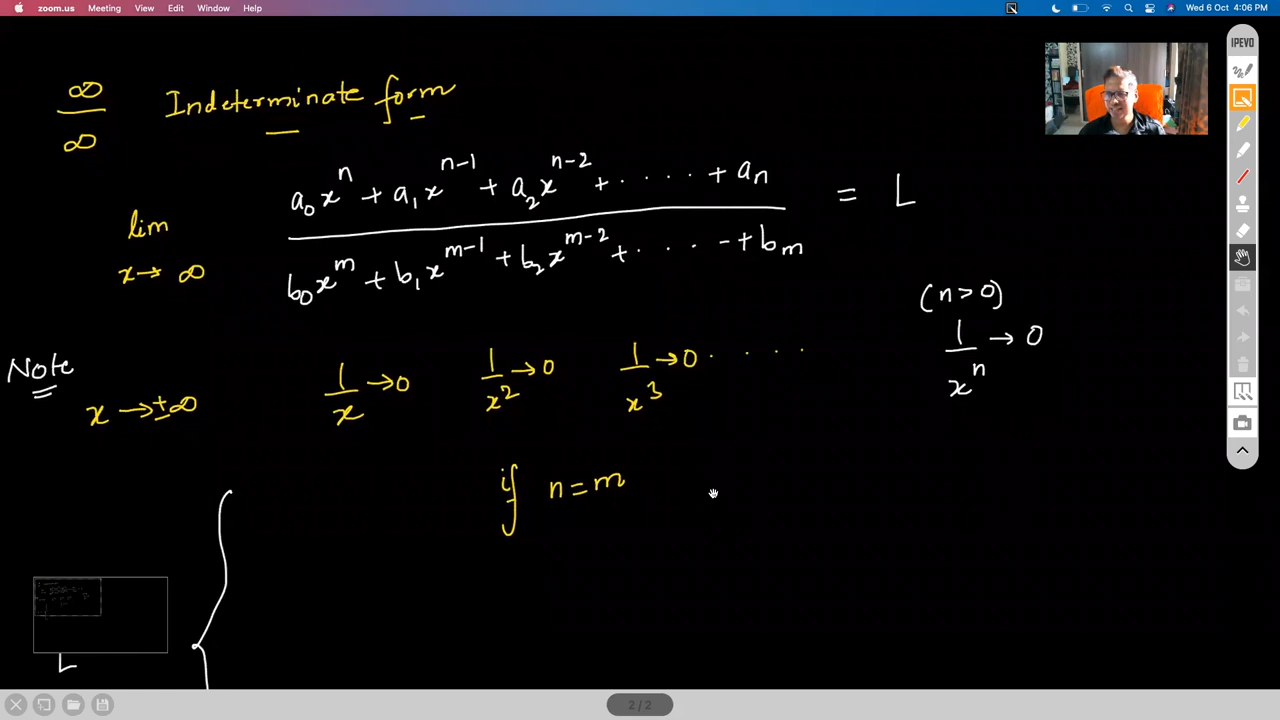 zoom.us Meeting View Edit Window Help Wed 6 Oct 4:06 PM
IPEVO
∞/∞ Indeterminate form
lim x→∞ (a₀xⁿ + a₁xⁿ⁻¹ + a₂xⁿ⁻² + ..... + aₙ)/(b₀xᵐ + b₁xᵐ⁻¹ + b₂xᵐ⁻² + ..... + bₘ) = L
(n>0)
1/xⁿ → 0
Note
x → ±∞ 1/x → 0 1/x² → 0 1/x³ → 0 ....
if n = m
L {
2 / 2